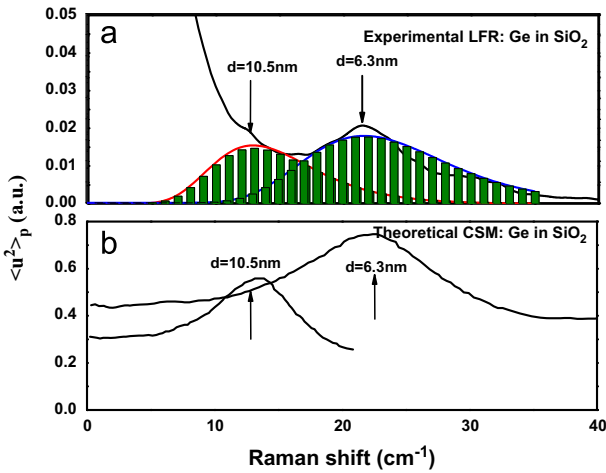 0.05
a
Experimental LFR: Ge in SiO2
0.04
d=10.5nm
d=6.3nm
0.03
0.02
0.01
0.00
<u²>p (a.u.)
0.8
b
Theoretical CSM: Ge in SiO2
d=10.5nm
d=6.3nm
0.6
0.4
0.2
0.0
0 10 20 30 40
Raman shift (cm⁻¹)